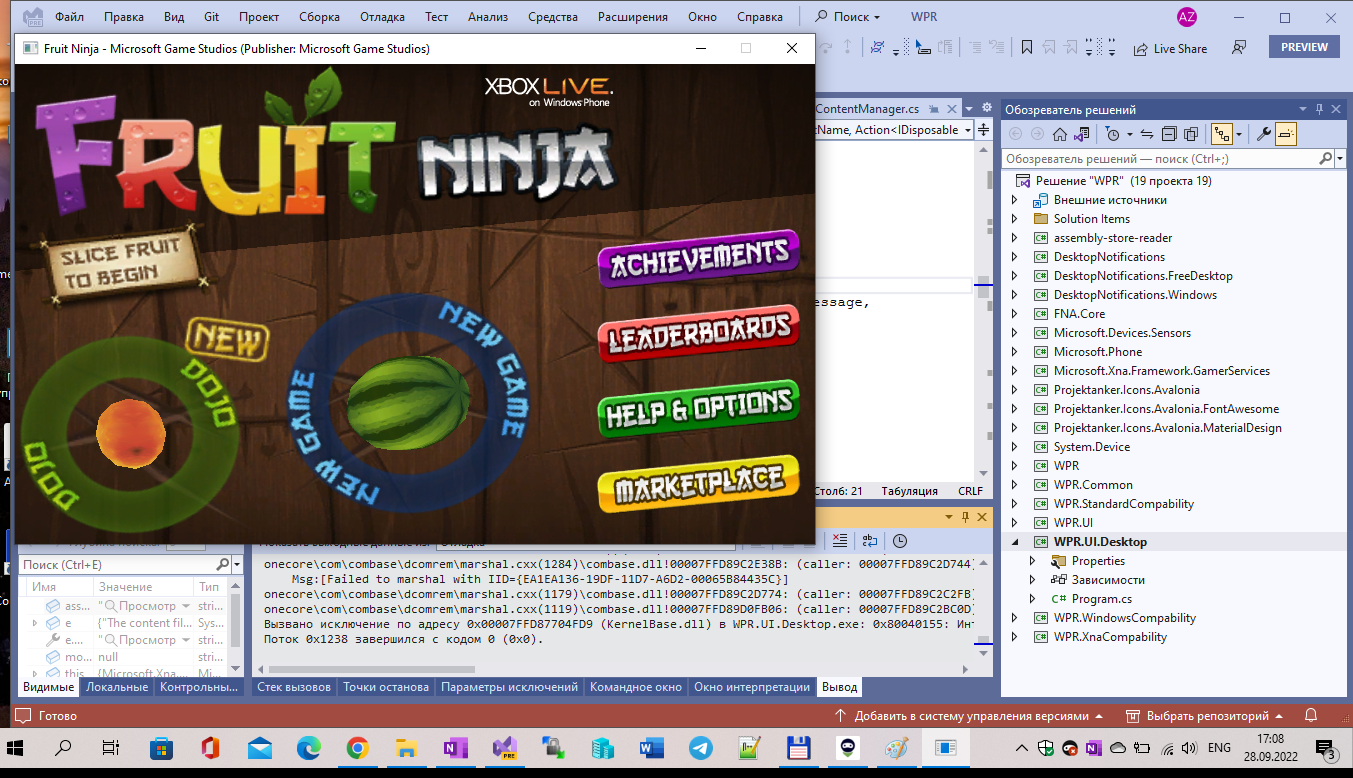 Файл Правка Вид Git Проект Сборка Отладка Тест Анализ Средства Расширения Окно Справка Поиск WPR AZ
Fruit Ninja - Microsoft Game Studios (Publisher: Microsoft Game Studios)
Live Share PREVIEW
XBOX LIVE.
on Windows Phone
FRUIT NINJA
SLICE FRUIT
TO BEGIN
NEW
DOJO
DOJO
NEW GAME
NEW GAME
NEW GAME
ACHIEVEMENTS
LEADERBOARDS
HELP & OPTIONS
MARKETPLACE
ContentManager.cs
tName, Action<IDisposable
essage,
Столб: 21 Табуляция CRLF
Обозреватель решений
Обозреватель решений — поиск (Ctrl+;)
Решение "WPR" (19 проекта 19)
Внешние источники
Solution Items
assembly-store-reader
DesktopNotifications
DesktopNotifications.FreeDesktop
DesktopNotifications.Windows
FNA.Core
Microsoft.Devices.Sensors
Microsoft.Phone
Microsoft.Xna.Framework.GamerServices
Projektanker.Icons.Avalonia
Projektanker.Icons.Avalonia.FontAwesome
Projektanker.Icons.Avalonia.MaterialDesign
System.Device
WPR
WPR.Common
WPR.StandardCompability
WPR.UI
WPR.UI.Desktop
Properties
Зависимости
Program.cs
WPR.WindowsCompability
WPR.XnaCompability
Поиск (Ctrl+E)
Имя Значение Тип
ass... "Просмотр stri...
e {"The content fil... Sys...
e.... "Просмотр stri...
mo... null stri...
this {Microsoft.Xna.... Mi...
Видимые Локальные Контрольны...
onecore\com\combase\dcomrem\marshal.cxx(1284)\combase.dll!00007FFD89C2E38B: (caller: 00007FFD89C2D744)
Msg:[Failed to marshal with IID={EA1EA136-19DF-11D7-A6D2-00065B84435C}]
onecore\com\combase\dcomrem\marshal.cxx(1179)\combase.dll!00007FFD89C2D774: (caller: 00007FFD89C2C2FB)
onecore\com\combase\dcomrem\marshal.cxx(1119)\combase.dll!00007FFD89D0FB06: (caller: 00007FFD89C2BC0D)
Вызвано исключение по адресу 0x00007FFD87704FD9 (KernelBase.dll) в WPR.UI.Desktop.exe: 0x80040155: Инт
Поток 0x1238 завершился с кодом 0 (0x0).
Стек вызовов Точки останова Параметры исключений Командное окно Окно интерпретации Вывод
Готово Добавить в систему управления версиями Выбрать репозиторий
ENG 17:08
28.09.2022
3